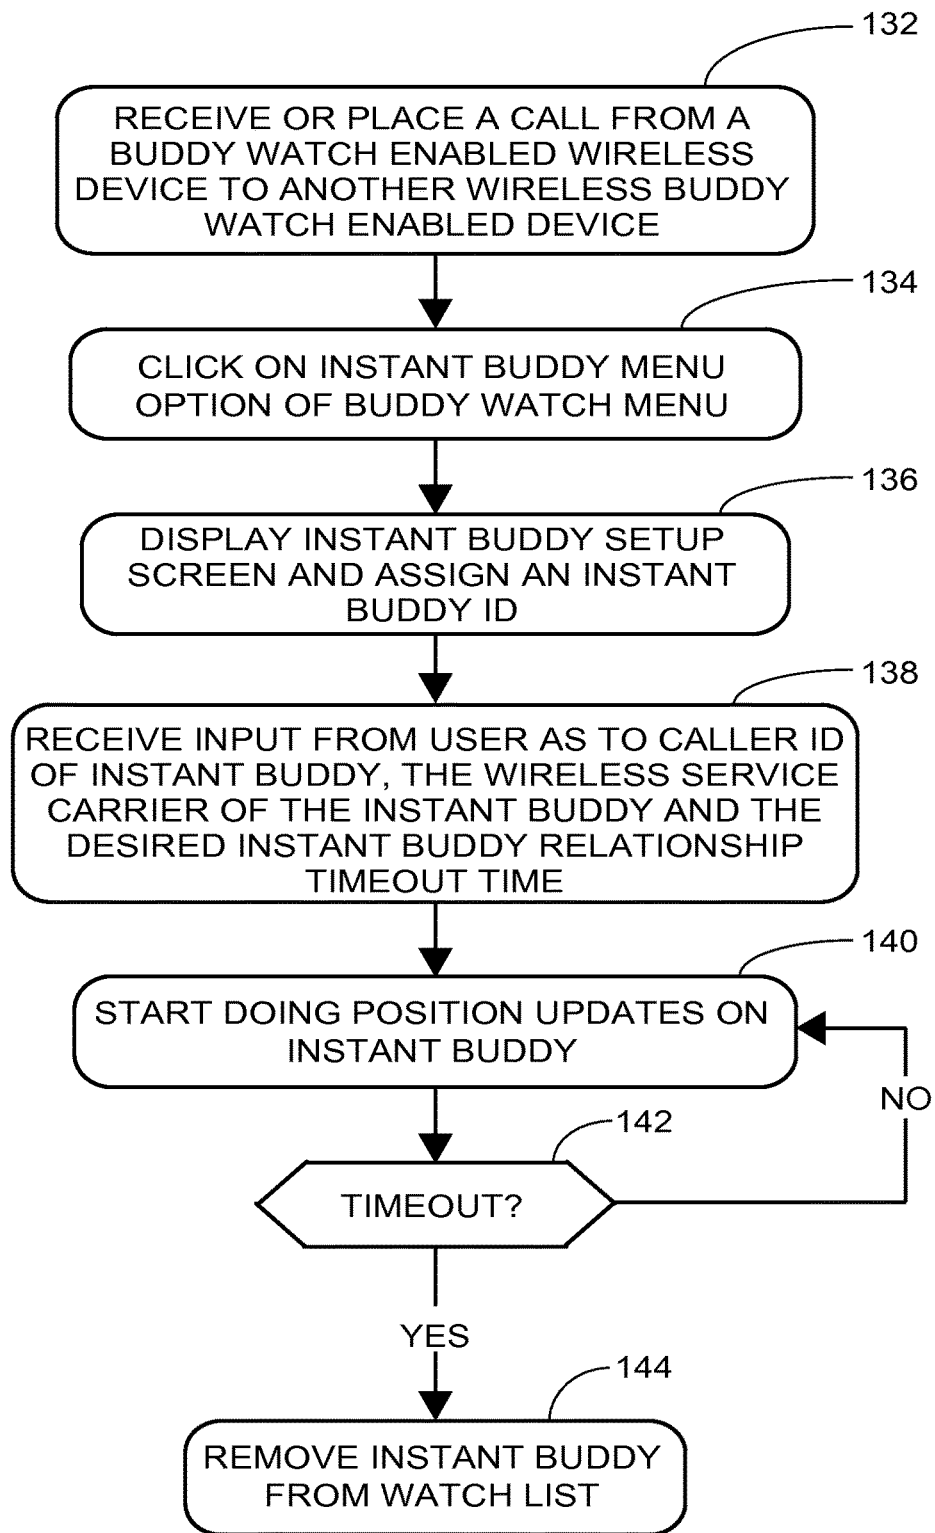 132
RECEIVE OR PLACE A CALL FROM A
BUDDY WATCH ENABLED WIRELESS
DEVICE TO ANOTHER WIRELESS BUDDY
WATCH ENABLED DEVICE
134
CLICK ON INSTANT BUDDY MENU
OPTION OF BUDDY WATCH MENU
136
DISPLAY INSTANT BUDDY SETUP
SCREEN AND ASSIGN AN INSTANT
BUDDY ID
138
RECEIVE INPUT FROM USER AS TO CALLER ID
OF INSTANT BUDDY, THE WIRELESS SERVICE
CARRIER OF THE INSTANT BUDDY AND THE
DESIRED INSTANT BUDDY RELATIONSHIP
TIMEOUT TIME
140
START DOING POSITION UPDATES ON
INSTANT BUDDY
NO
142
TIMEOUT?
YES
144
REMOVE INSTANT BUDDY
FROM WATCH LIST